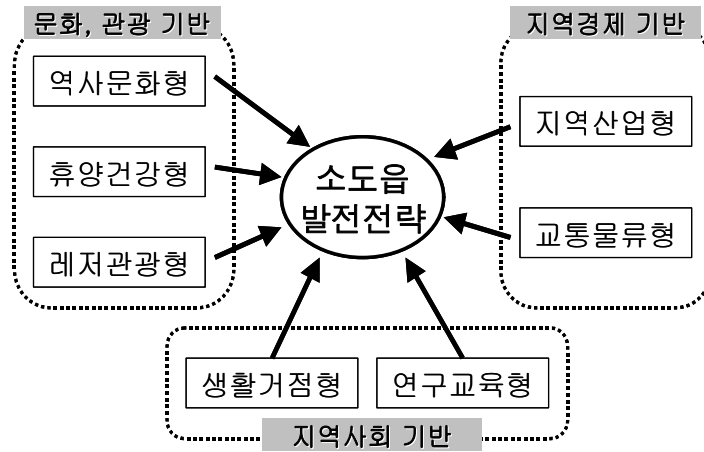 문화, 관광 기반
역사문화형
휴양건강형
레저관광형
지역경제 기반
지역산업형
교통물류형
소도읍
발전전략
생활거점형
연구교육형
지역사회 기반